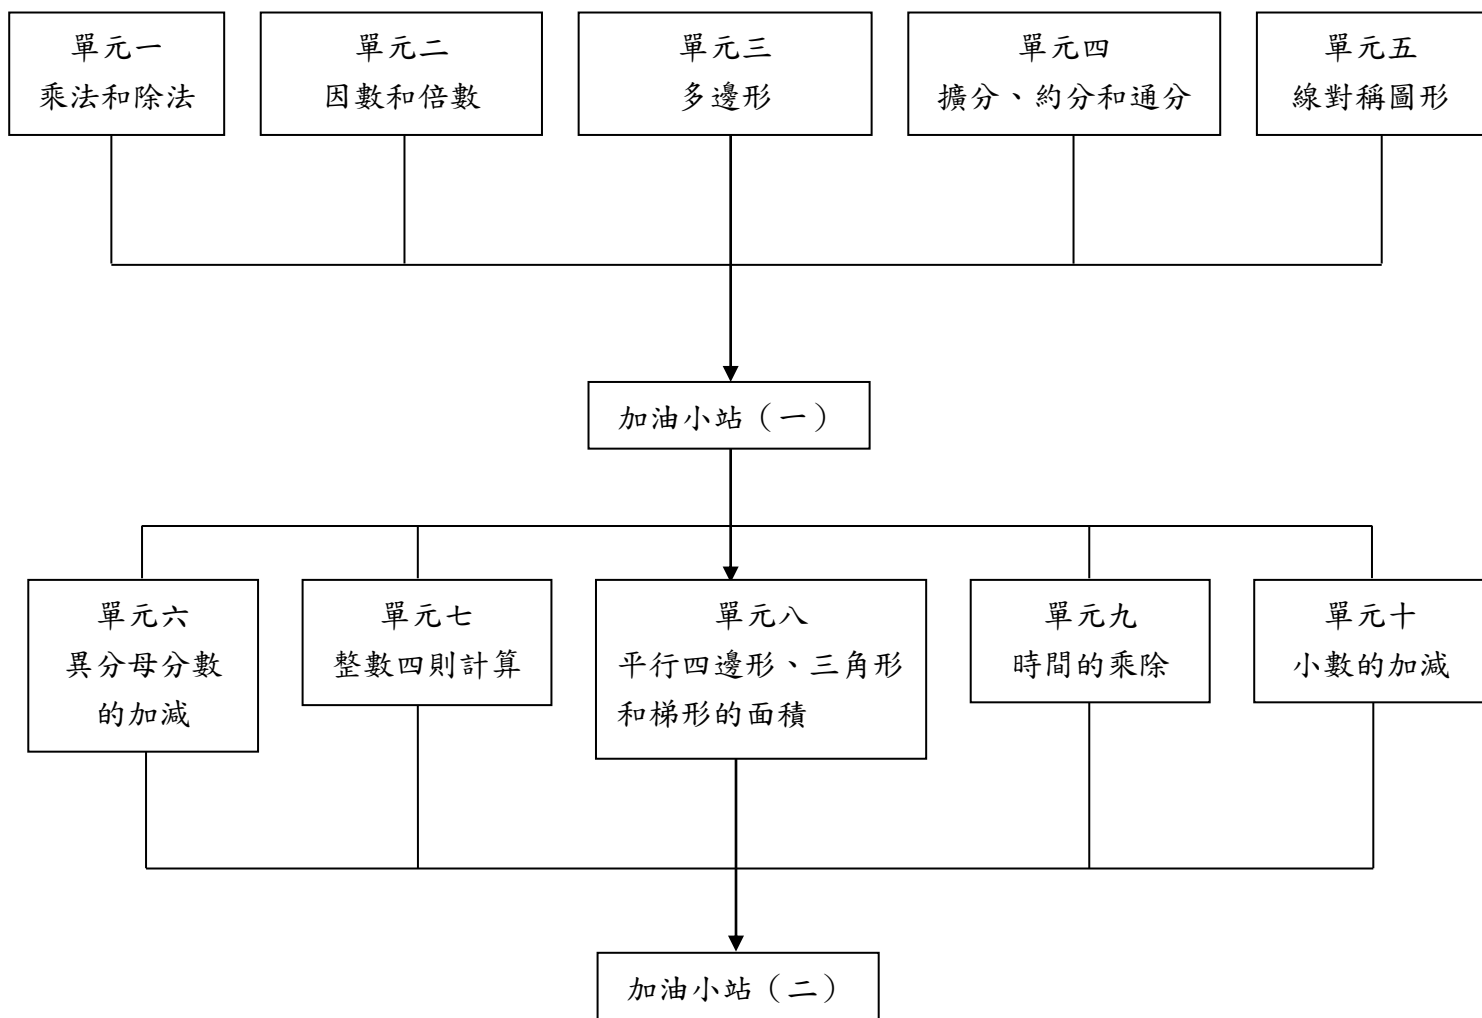 單元一
乘法和除法
單元二
因數和倍數
單元三
多邊形
單元四
擴分、約分和通分
單元五
線對稱圖形
加油小站（一）
單元六
異分母分數
的加減
單元七
整數四則計算
單元八
平行四邊形、三角形
和梯形的面積
單元九
時間的乘除
單元十
小數的加減
加油小站（二）